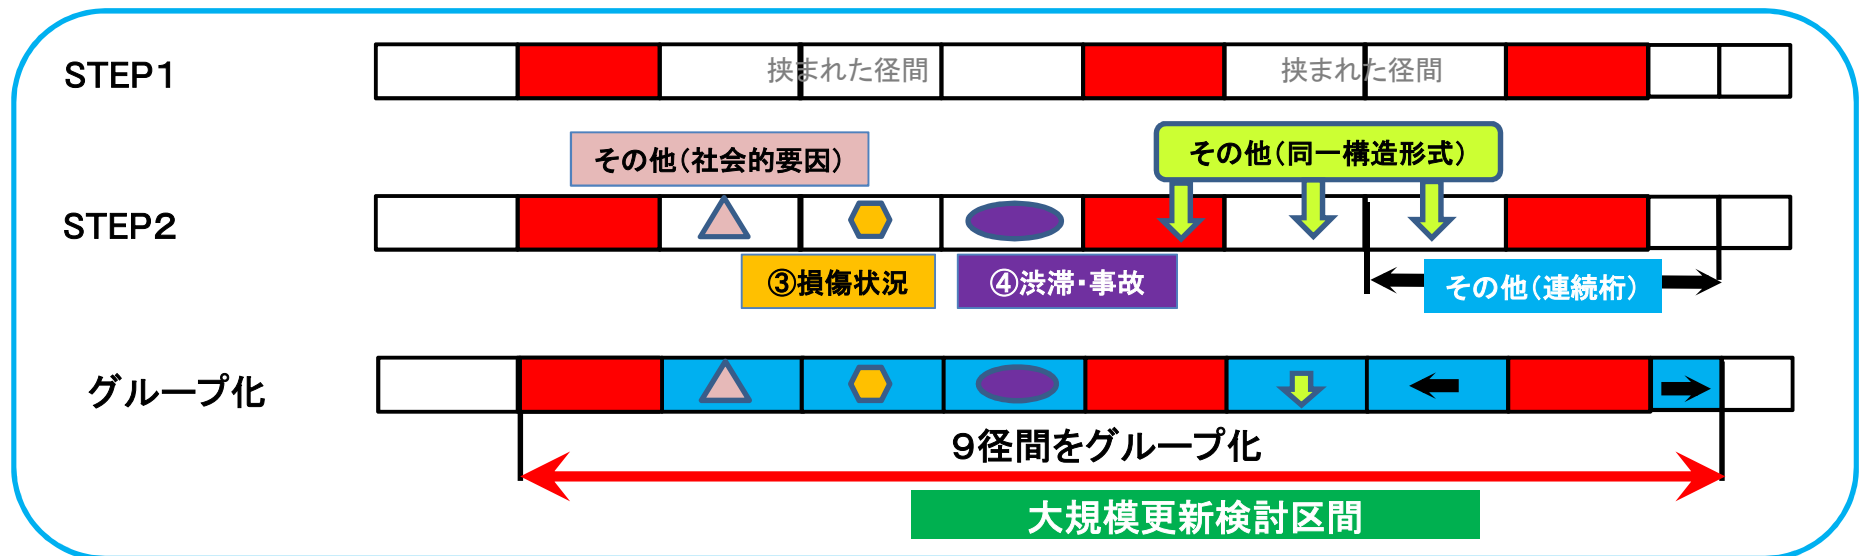 STEP1
挟まれた径間
挟まれた径間
その他(社会的要因)
その他(同一構造形式)
STEP2
③損傷状況
④渋滞・事故
その他(連続桁)
グループ化
9径間をグループ化
大規模更新検討区間